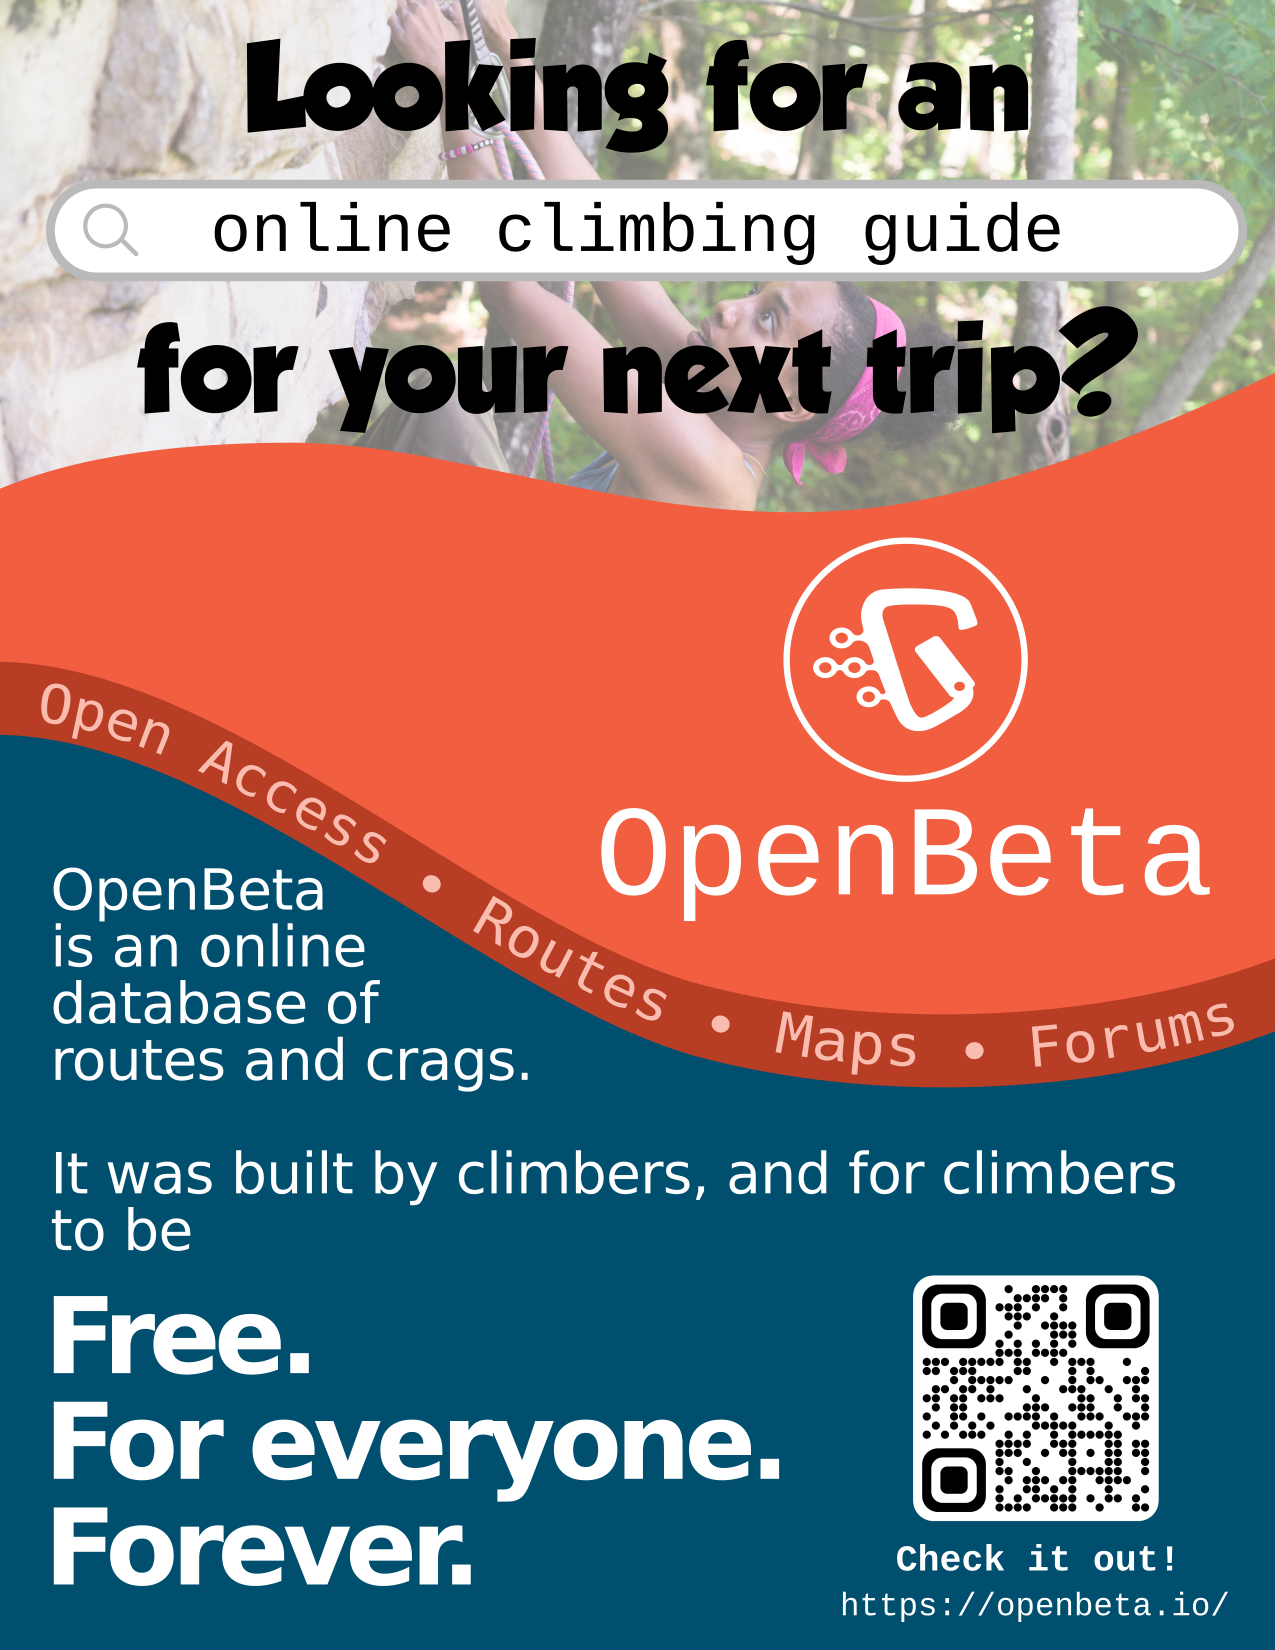 Looking for an
online climbing guide
for your next trip?
OpenBeta
Open Access • Routes • Maps • Forums
OpenBeta
is an online
database of
routes and crags.
It was built by climbers, and for climbers
to be
Free.
For everyone.
Forever.
Check it out!
https://openbeta.io/